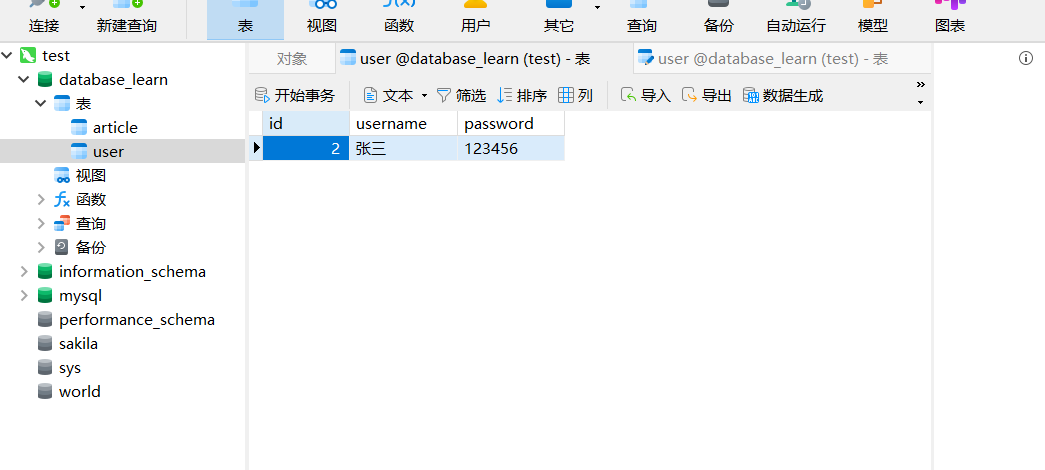 连接 新建查询 表 视图 函数 用户 其它 查询 备份 自动运行 模型 图表
test
database_learn
表
article
user
视图
函数
查询
备份
information_schema
mysql
performance_schema
sakila
sys
world
对象 user @database_learn (test) - 表 user @database_learn (test) - 表
开始事务 文本 筛选 排序 列 导入 导出 数据生成
id username password
2 张三 123456